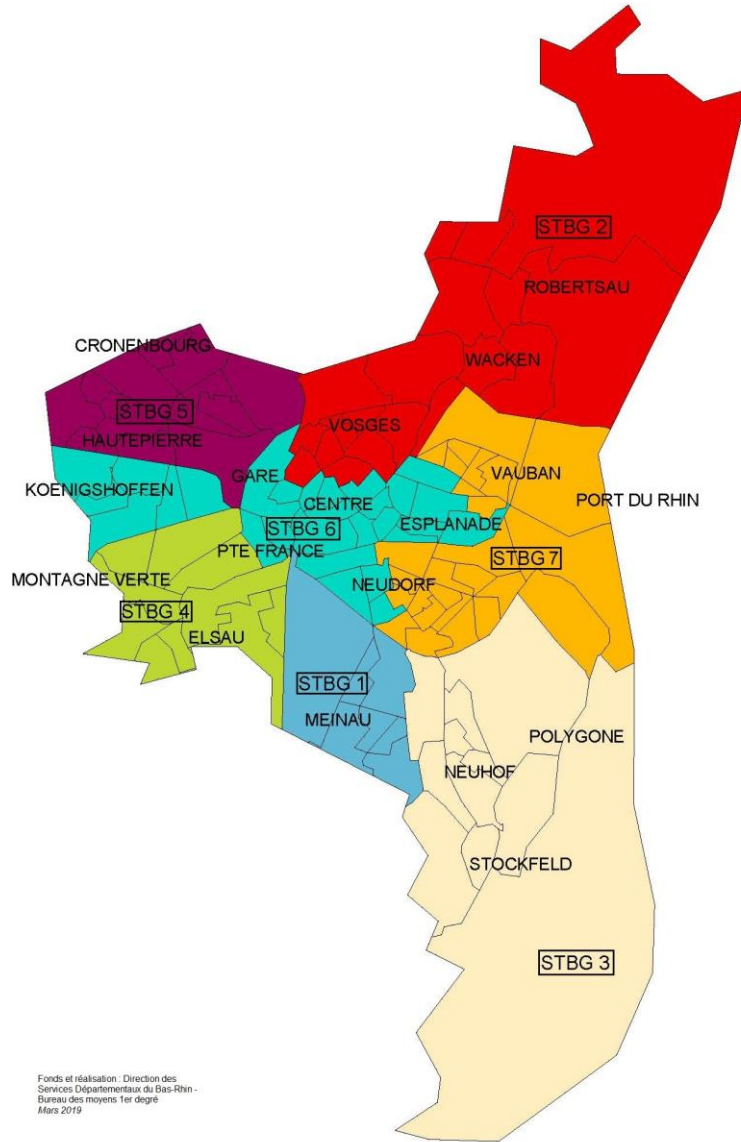 STBG 2
ROBERTSAU
CRONENBOURG
WACKEN
STBG 5
VOSGES
HAUTEPIERRE
GARE
VAUBAN
KOENIGSHOFFEN
CENTRE
PORT DU RHIN
STBG 6
ESPLANADE
PTE FRANCE
STBG 7
MONTAGNE VERTE
NEUDORF
STBG 4
ELSAU
STBG 1
MEINAU
POLYGONE
NEUHOF
STOCKFELD
STBG 3
Fonds et réalisation : Direction des
Services Départementaux du Bas-Rhin -
Bureau des moyens 1er degré
Mars 2019